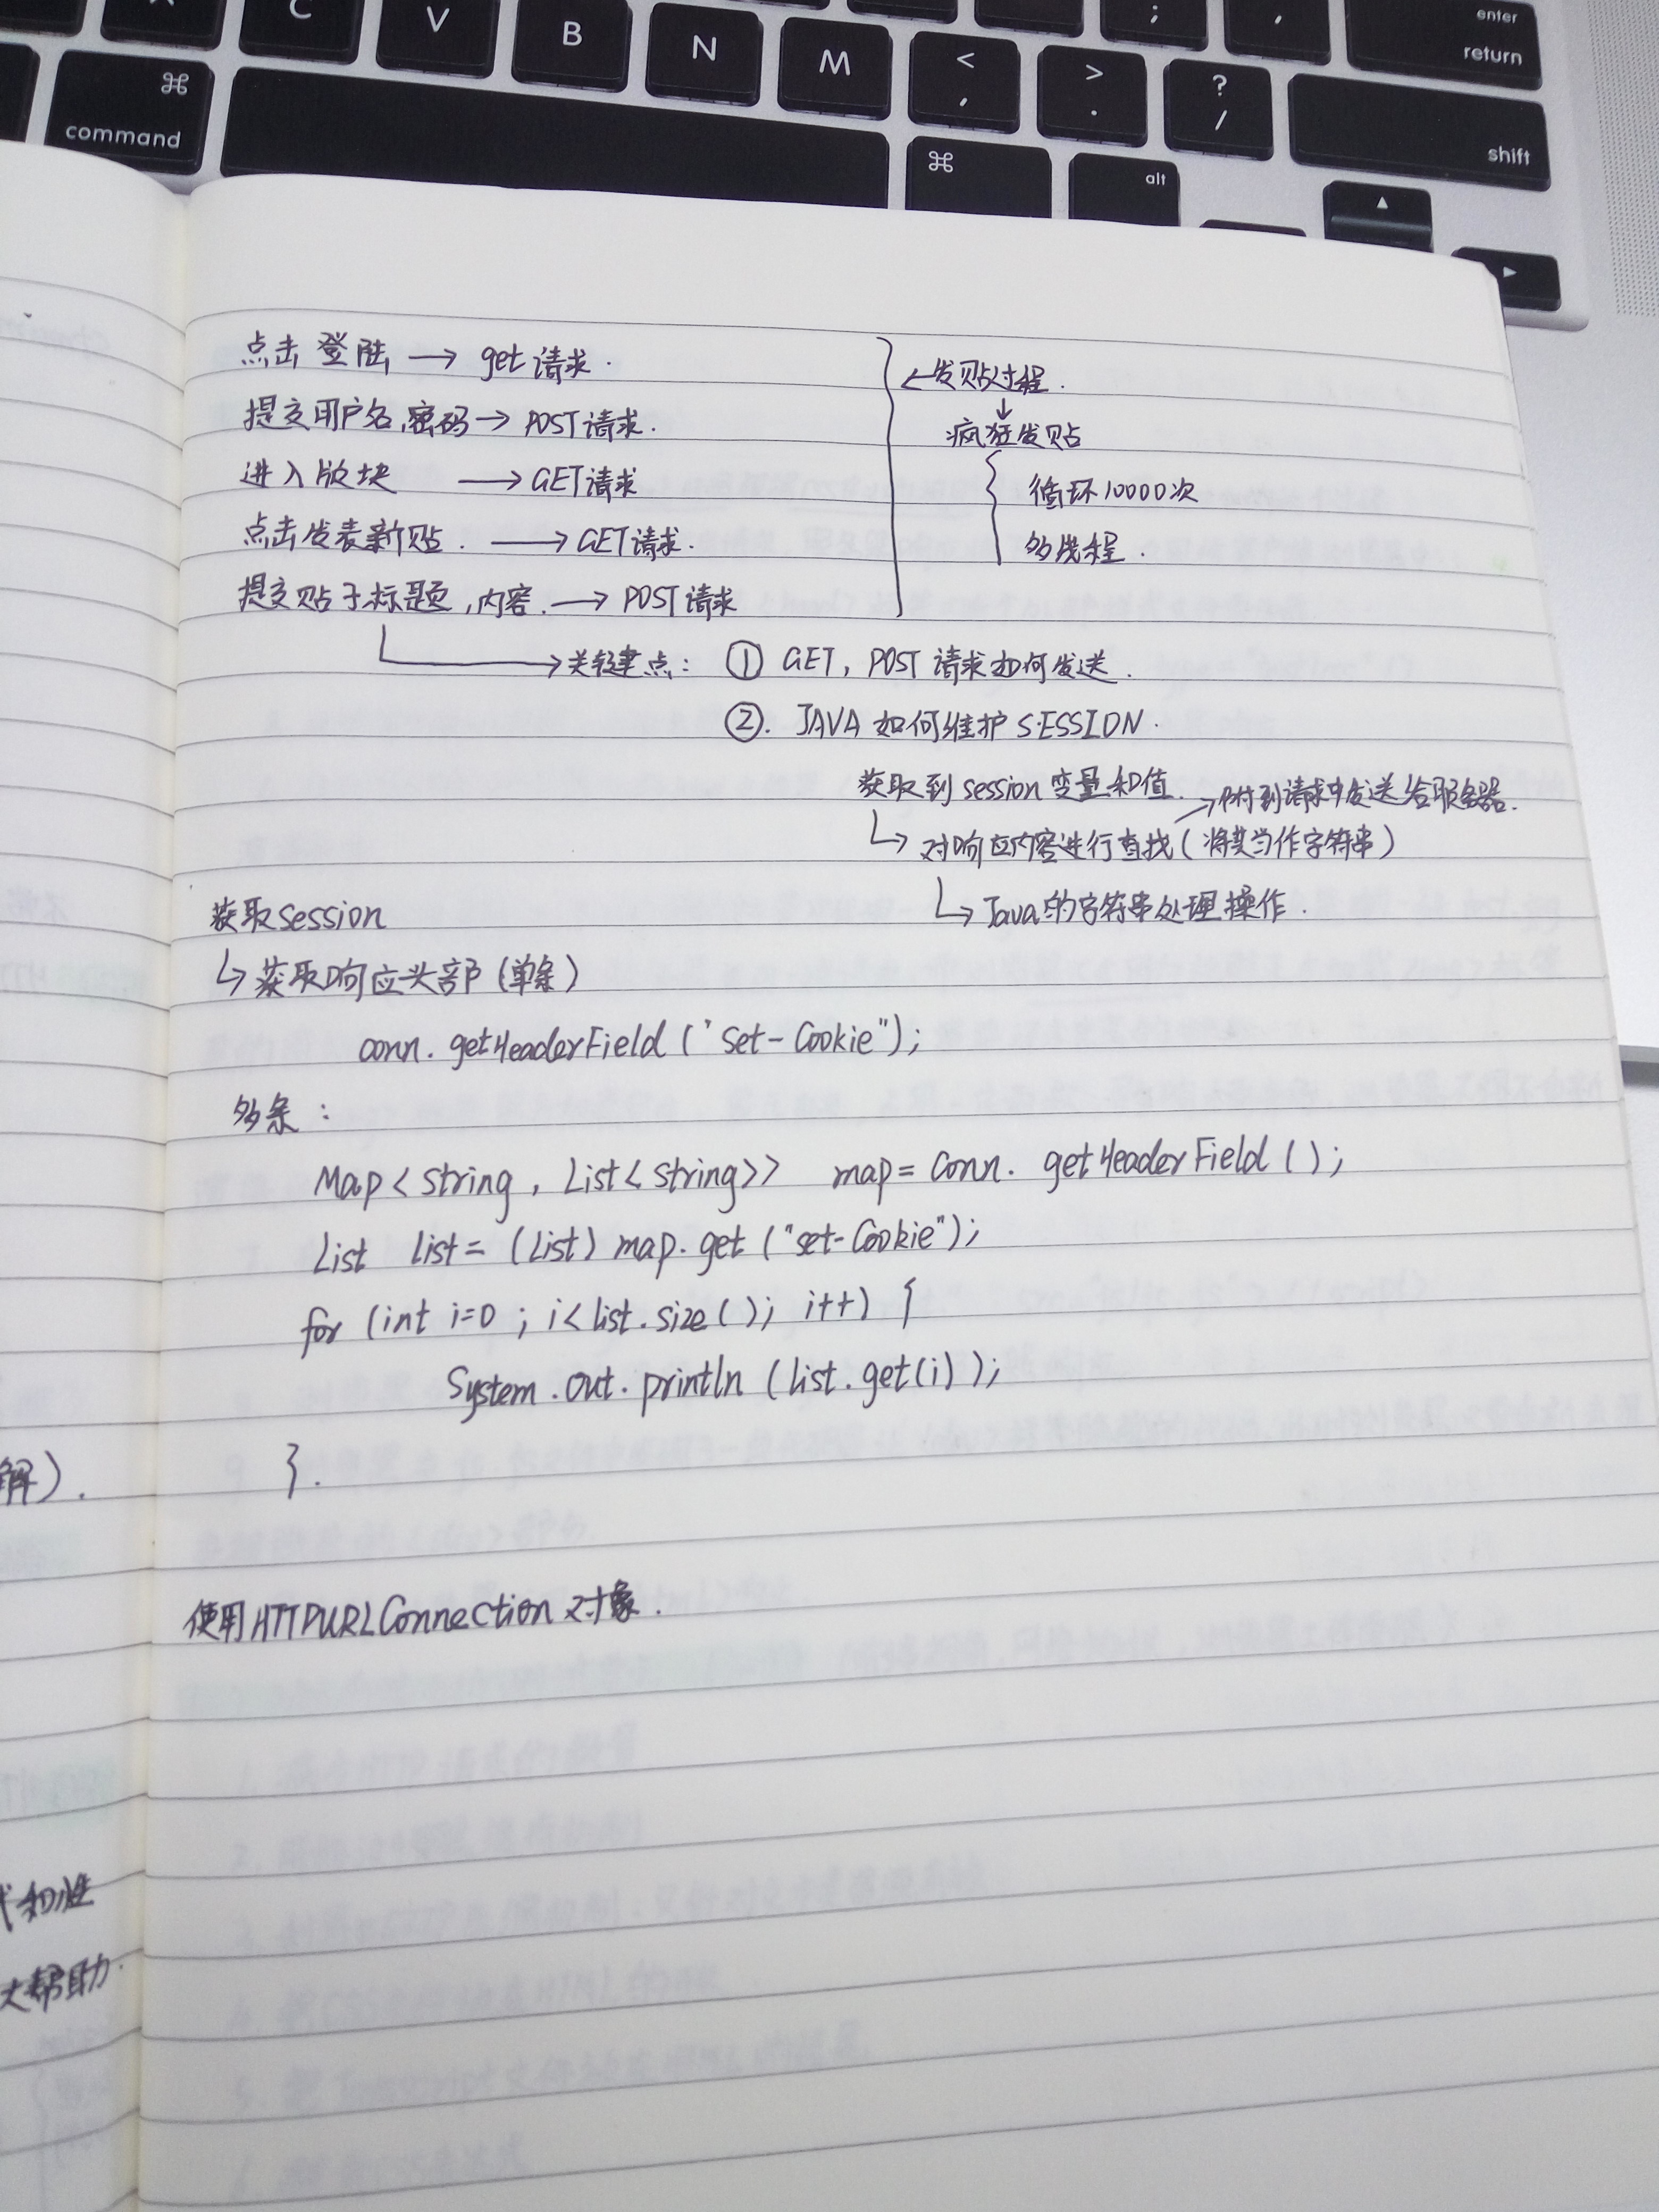 C
V
B
N
M
<
,
>
.
?
/
;
,
enter
return
⌘
command
⌘
alt
shift
点击 登陆 → get 请求.
提交用户名,密码 → POST 请求.
进入版块 → GET请求
点击发表新贴. → GET请求.
提交贴子标题,内容. → POST 请求
← 发贴过程.
↓
疯狂发贴
循环10000次
多线程.
→ 关键点: ① GET, POST 请求如何发送.
②. JAVA 如何维护 SESSION.
获取到 session 变量和值. → 附到请求中发送给服务器.
↳ 对响应内容进行查找 (将其当作字符串)
↳ Java的字符串处理操作.
获取session
↳ 获取响应头部 (单条)
conn. getHeaderField ("Set-Cookie");
多条:
Map<String, List<String>> map = conn. getHeaderField ();
List list = (List) map. get ("set-Cookie");
for (int i=0 ; i<list.size(); i++) {
System.out.println (list.get(i));
}.
使用HTTPURLConnection 对象.
解).
大帮助.